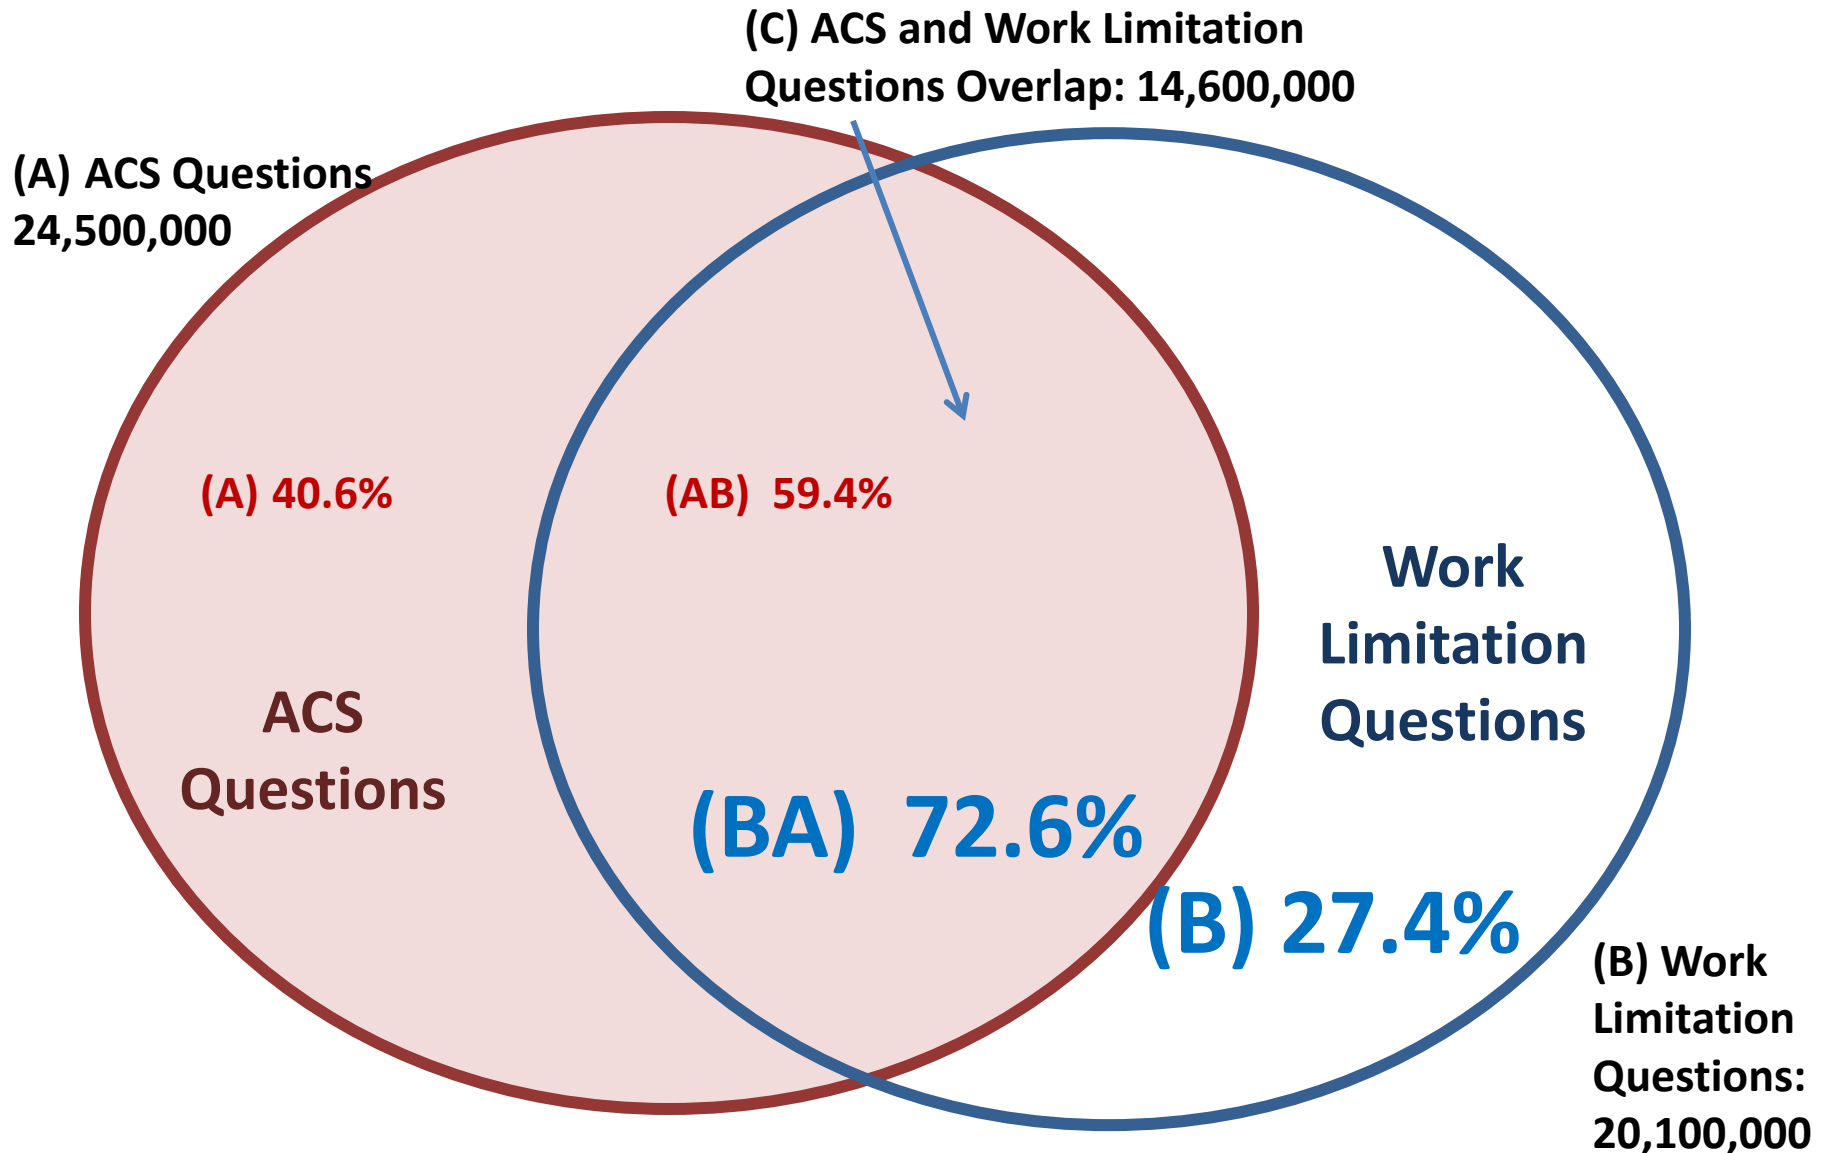 (C) ACS and Work Limitation
Questions Overlap: 14,600,000
(A) ACS Questions
24,500,000
(A) 40.6%
(AB)  59.4%
Work
Limitation
Questions
ACS
Questions
(BA)  72.6%
(B) 27.4%
(B) Work
Limitation
Questions:
20,100,000